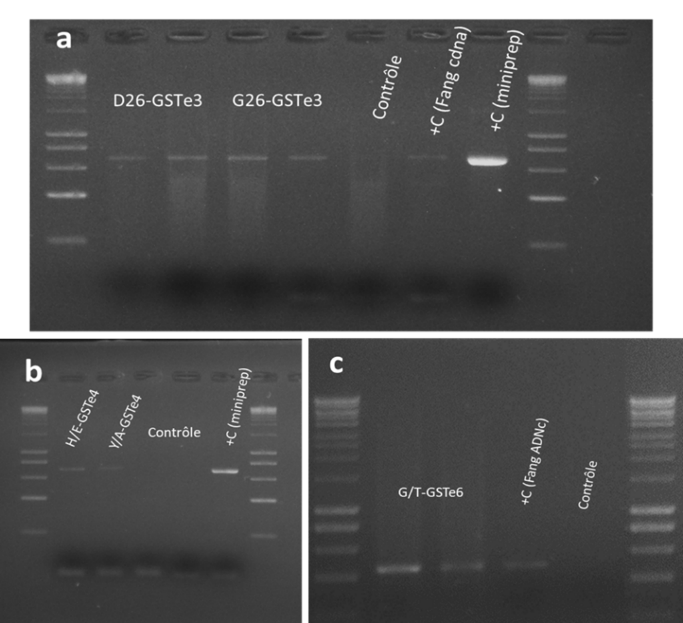 a
D26-GSTe3
G26-GSTe3
Contrôle
+C (Fang cdna)
+C (miniprep)
b
H/E-GSTe4
Y/A-GSTe4
Contrôle
+C (miniprep)
c
G/T-GSTe6
+C (Fang ADNc)
Contrôle